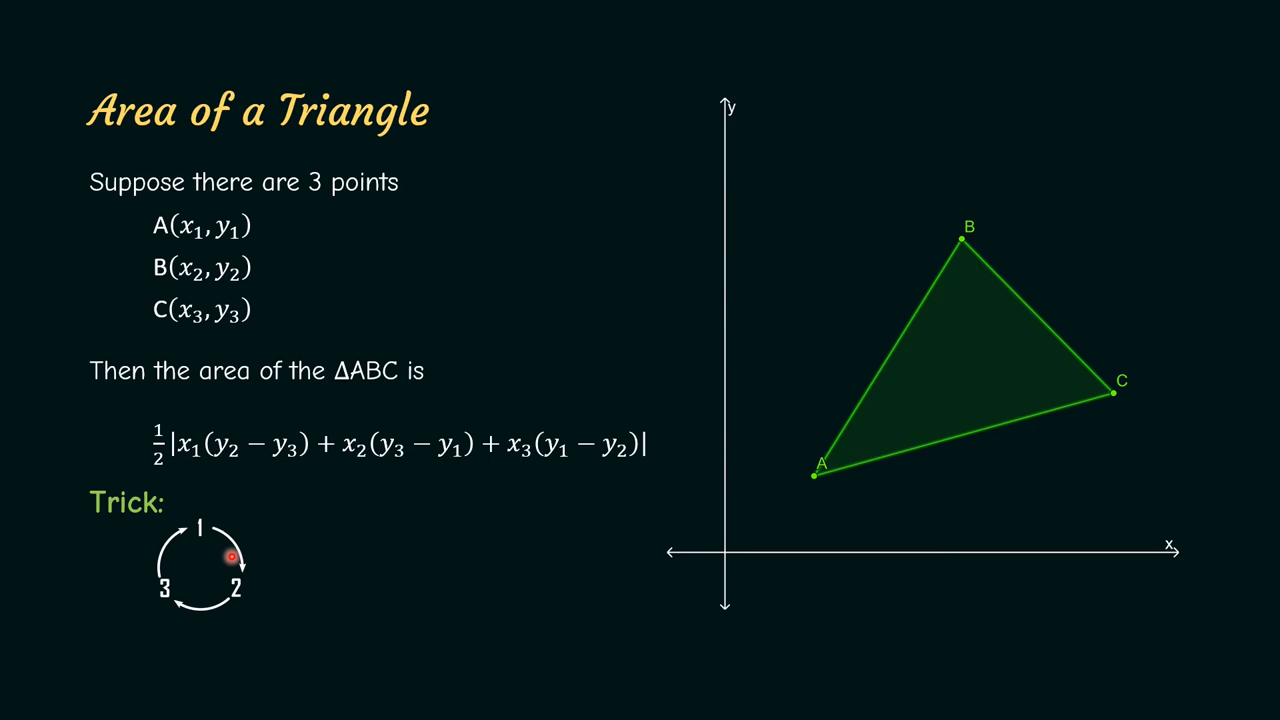 Area of a Triangle
Suppose there are 3 points
A(x₁, y₁)
B(x₂, y₂)
C(x₃, y₃)
Then the area of the ΔABC is
½|x₁(y₂ − y₃) + x₂(y₃ − y₁) + x₃(y₁ − y₂)|
Trick:
1
3 2
y
B
C
A
x